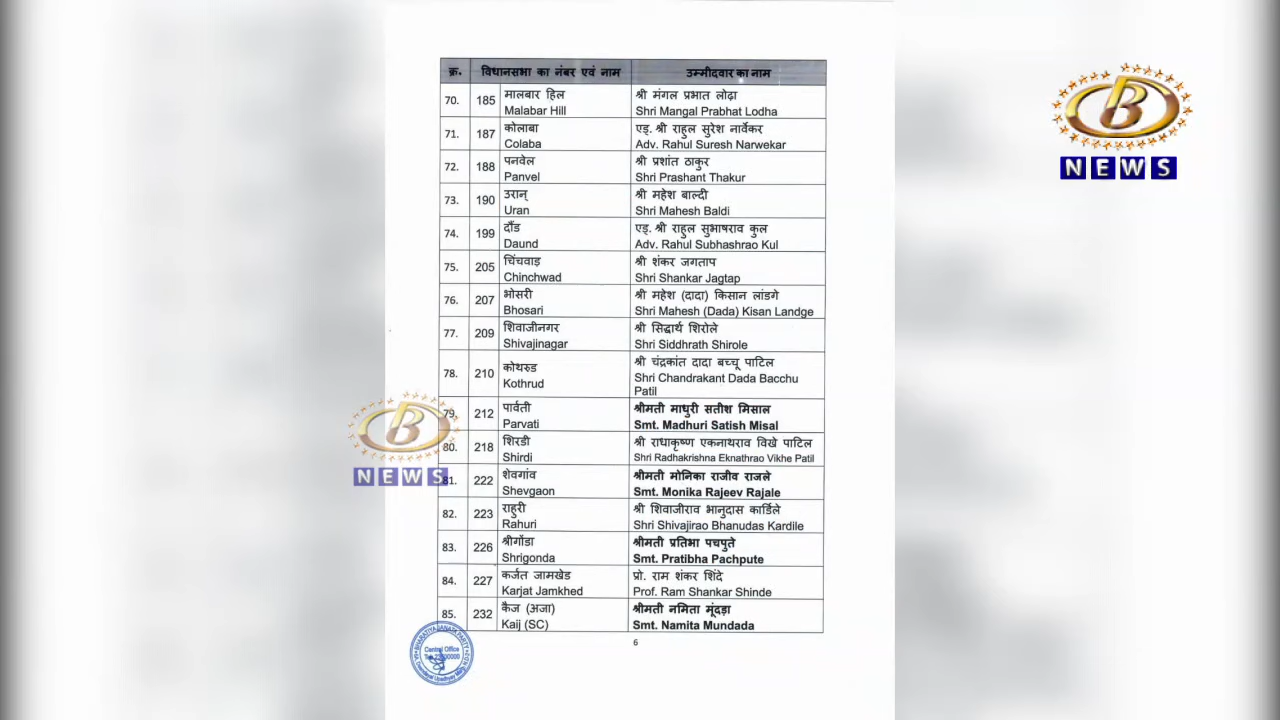 B
NEWS
क्र. विधानसभा का नंबर एवं नाम उम्मीदवार का नाम
70. 185 मालबार हिल श्री मंगल प्रभात लोढ़ा
Malabar Hill Shri Mangal Prabhat Lodha
71. 187 कोलाबा एड्. श्री राहुल सुरेश नार्वेकर
Colaba Adv. Rahul Suresh Narwekar
72. 188 पनवेल श्री प्रशांत ठाकुर
Panvel Shri Prashant Thakur
73. 190 उरान् श्री महेश बाल्दी
Uran Shri Mahesh Baldi
74. 199 दौंड एड्. श्री राहुल सुभाषराव कुल
Daund Adv. Rahul Subhashrao Kul
75. 205 चिंचवाड़ श्री शंकर जगताप
Chinchwad Shri Shankar Jagtap
76. 207 भोसरी श्री महेश (दादा) किसान लांडगे
Bhosari Shri Mahesh (Dada) Kisan Landge
77. 209 शिवाजीनगर श्री सिद्धार्थ शिरोले
Shivajinagar Shri Siddhrath Shirole
78. 210 कोथरुड श्री चंद्रकांत दादा बच्चू पाटिल
Kothrud Shri Chandrakant Dada Bacchu
Patil
79. 212 पार्वती श्रीमती माधुरी सतीश मिसाल
Parvati Smt. Madhuri Satish Misal
80. 218 शिरडी श्री राधाकृष्ण एकनाथराव विखे पाटिल
Shirdi Shri Radhakrishna Eknathrao Vikhe Patil
81. 222 शेवगांव श्रीमती मोनिका राजीव राजले
Shevgaon Smt. Monika Rajeev Rajale
82. 223 राहुरी श्री शिवाजीराव भानुदास कार्डिले
Rahuri Shri Shivajirao Bhanudas Kardile
83. 226 श्रीगोंडा श्रीमती प्रतिभा पचपुते
Shrigonda Smt. Pratibha Pachpute
84. 227 कर्जत जामखेड प्रो. राम शंकर शिंदे
Karjat Jamkhed Prof. Ram Shankar Shinde
85. 232 कैज (अजा) श्रीमती नमिता मूंदड़ा
Kaij (SC) Smt. Namita Mundada
B
NEWS
BHARATIYA JANATA PARTY
Central Office
6